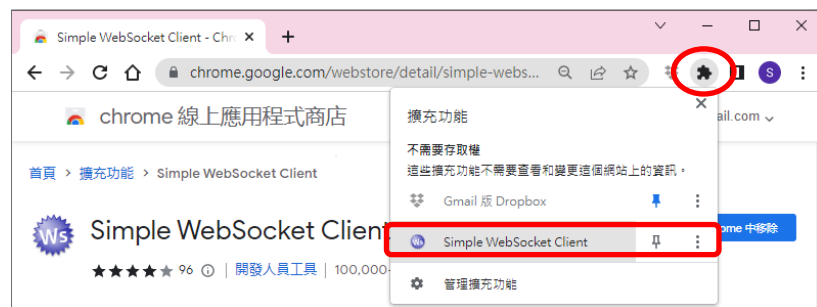 Simple WebSocket Client - Chr
chrome.google.com/webstore/detail/simple-webs...
S
chrome 線上應用程式商店
ail.com
首頁 > 擴充功能 > Simple WebSocket Client
Ws
Simple WebSocket Client
96
開發人員工具
100,000
ome 中移除
擴充功能
不需要存取權
這些擴充功能不需要查看和變更這個網站上的資訊。
Gmail 版 Dropbox
Simple WebSocket Client
管理擴充功能